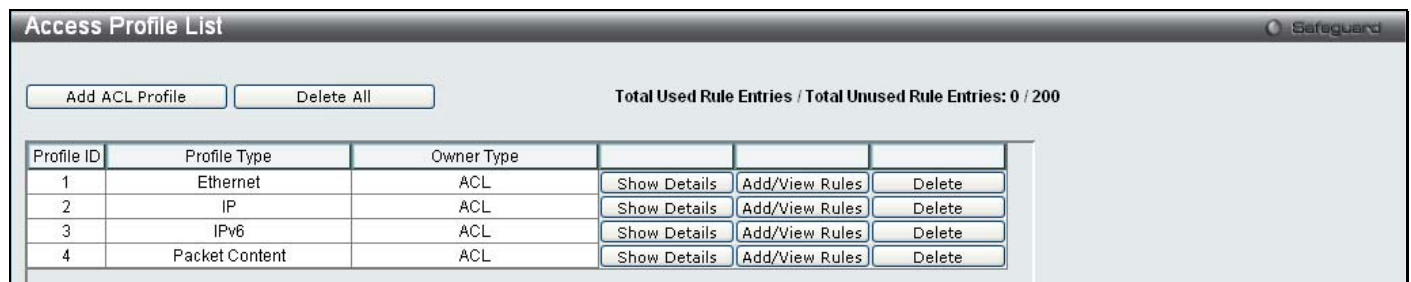 Access Profile List
Safeguard
Add ACL Profile Delete All Total Used Rule Entries / Total Unused Rule Entries: 0 / 200
Profile ID Profile Type Owner Type
1 Ethernet ACL Show Details Add/View Rules Delete
2 IP ACL Show Details Add/View Rules Delete
3 IPv6 ACL Show Details Add/View Rules Delete
4 Packet Content ACL Show Details Add/View Rules Delete